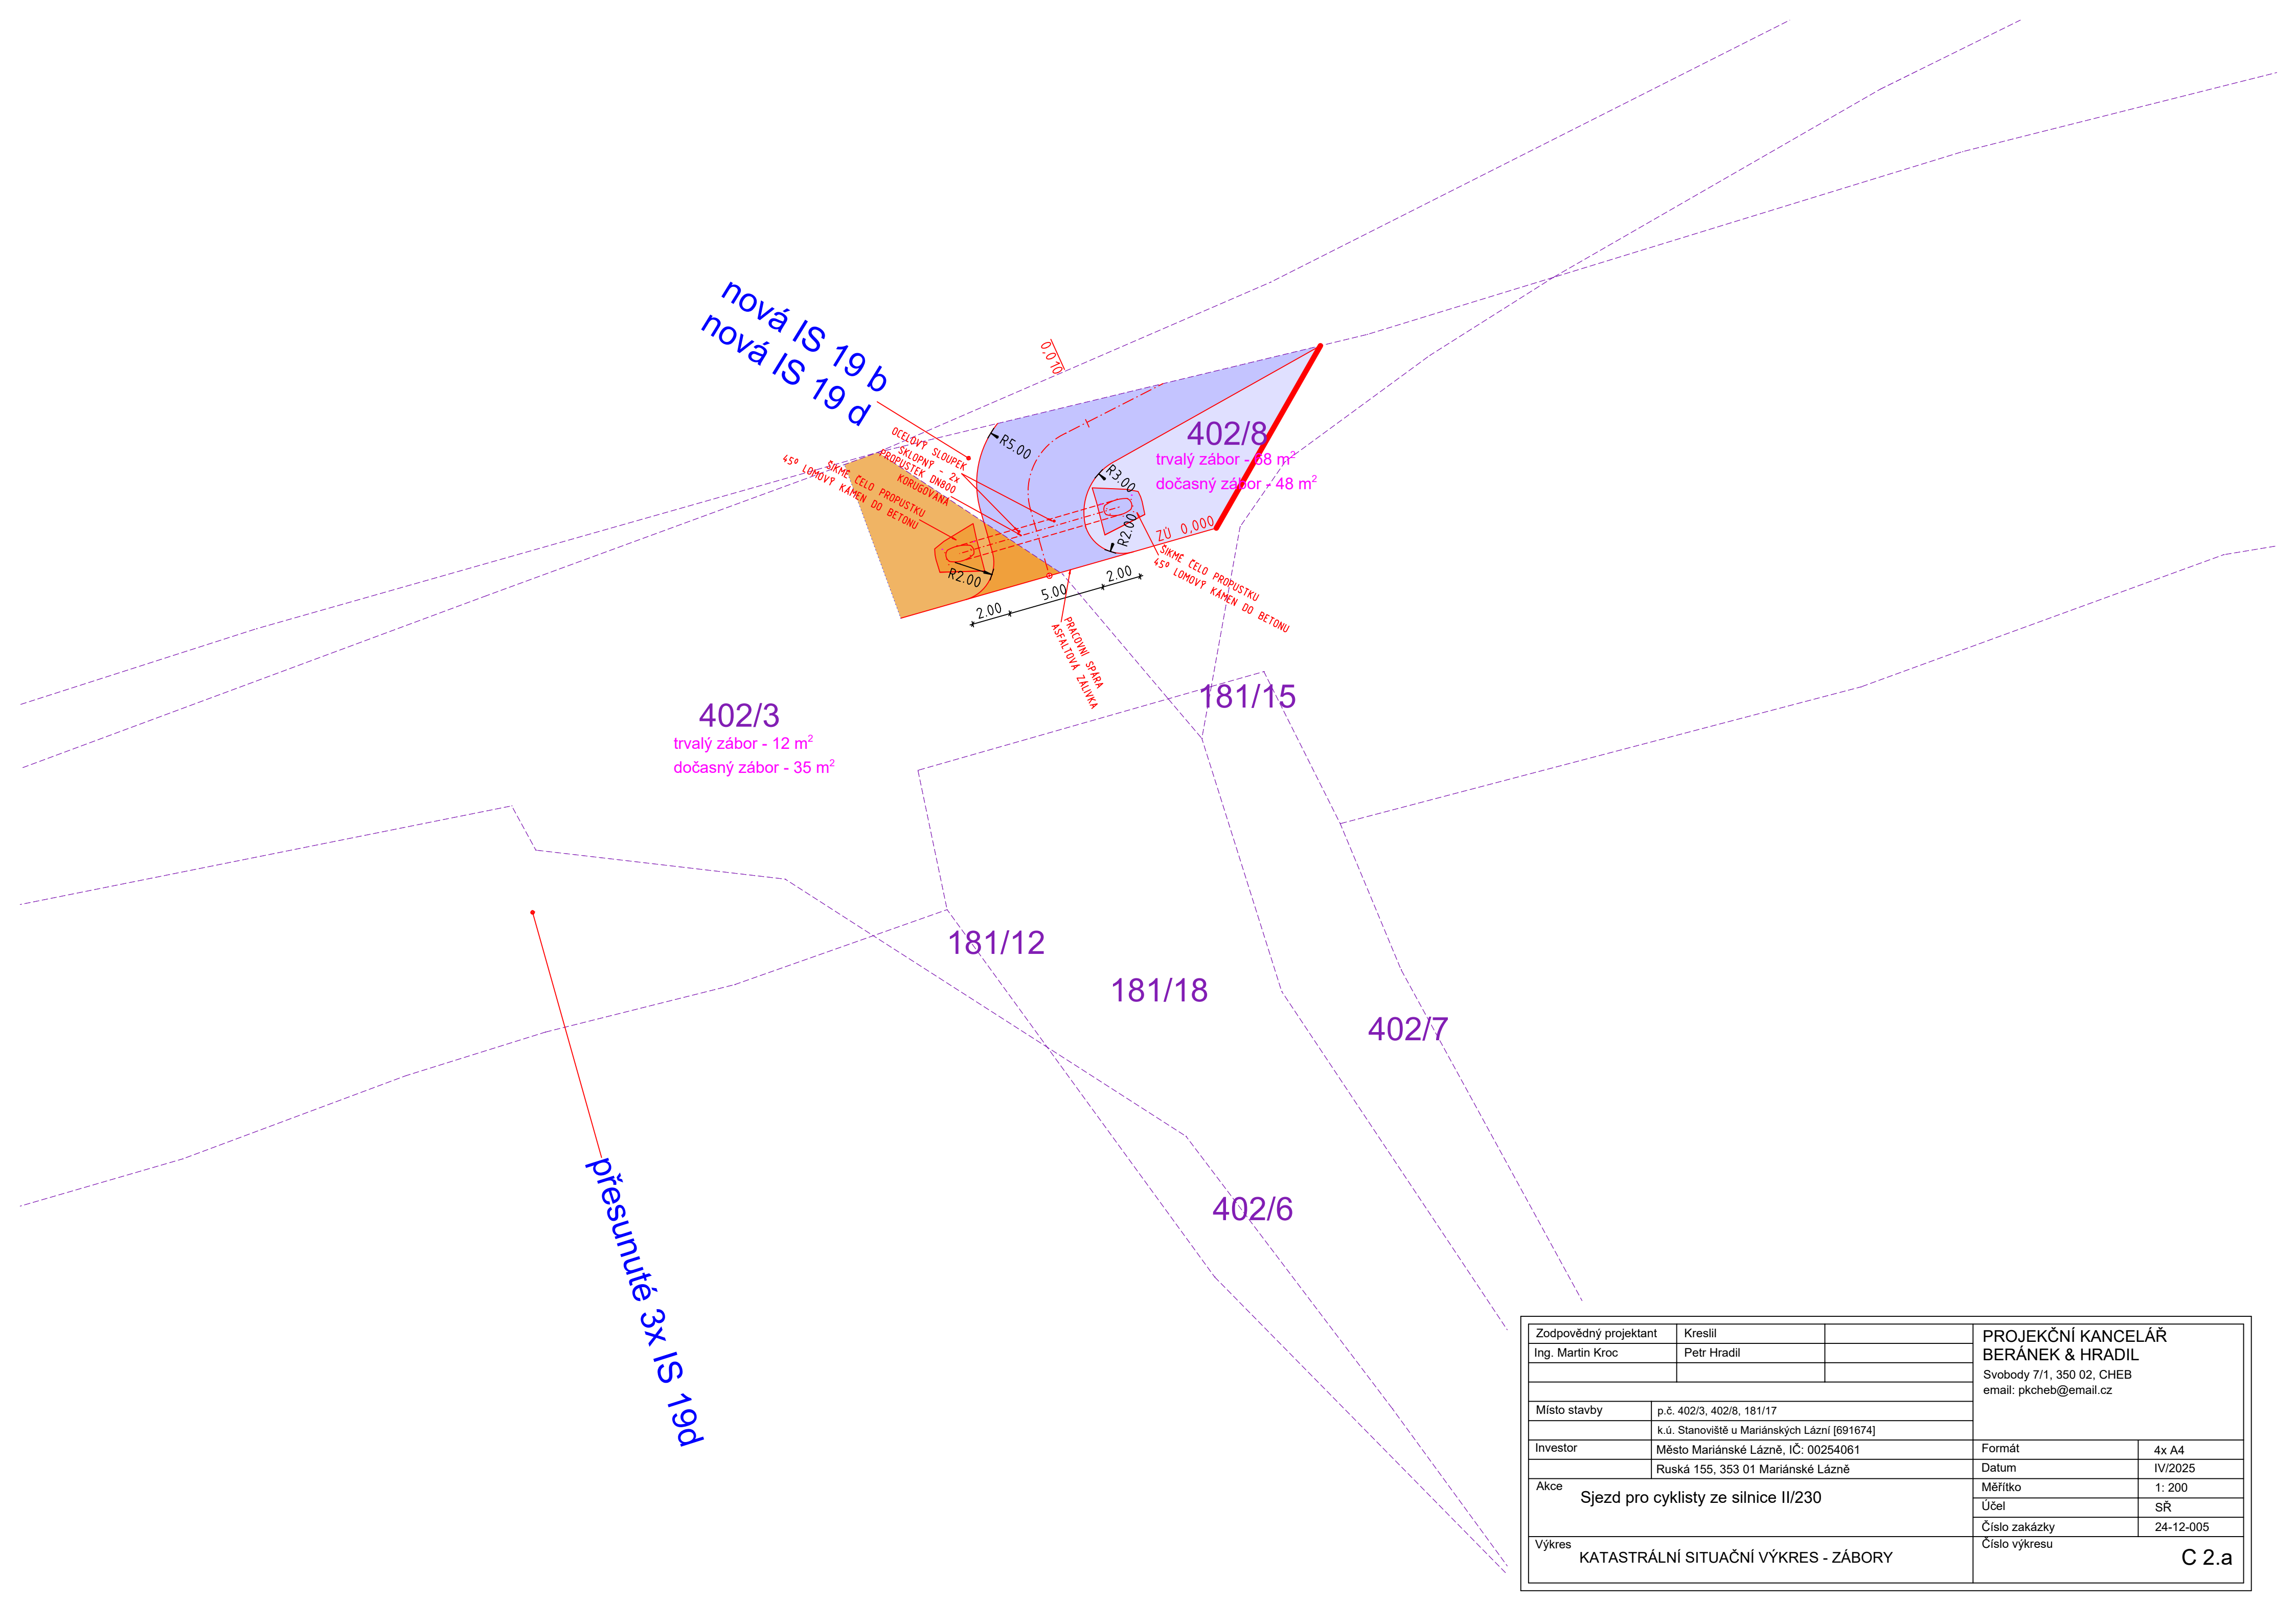 nová IS 19 b
nová IS 19 d
0,010
OCELOVÝ SLOUPEK
SKLOPNÝ - 2x
PROPUSTEK DN800
KORUGOVANÁ
ŠIKMÉ ČELO PROPUSTKU
45° LOMOVÝ KÁMEN DO BETONU
R5.00
R3.00
R2.00
R2.00
402/8
trvalý zábor - 68 m²
dočasný zábor - 48 m²
ZÚ 0,000
ŠIKMÉ ČELO PROPUSTKU
45° LOMOVÝ KÁMEN DO BETONU
2.00
5.00
2.00
PRACOVNÍ SPÁRA
ASFALTOVÁ ZÁLIVKA
402/3
trvalý zábor - 12 m²
dočasný zábor - 35 m²
181/15
181/12
181/18
402/7
402/6
přesunuté 3x IS 19d
Zodpovědný projektant
Kreslil
Ing. Martin Kroc
Petr Hradil
PROJEKČNÍ KANCELÁŘ
BERÁNEK & HRADIL
Svobody 7/1, 350 02, CHEB
email: pkcheb@email.cz
Místo stavby
p.č. 402/3, 402/8, 181/17
k.ú. Stanoviště u Mariánských Lázní [691674]
Investor
Město Mariánské Lázně, IČ: 00254061
Ruská 155, 353 01 Mariánské Lázně
Akce
Sjezd pro cyklisty ze silnice II/230
Výkres
KATASTRÁLNÍ SITUAČNÍ VÝKRES - ZÁBORY
Formát
4x A4
Datum
IV/2025
Měřítko
1: 200
Účel
SŘ
Číslo zakázky
24-12-005
Číslo výkresu
C 2.a